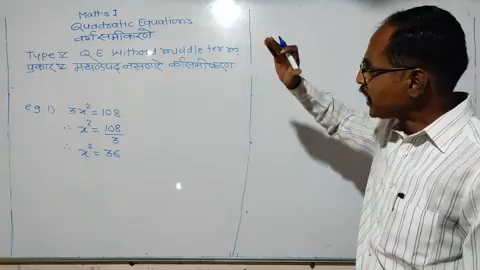 Maths I
Quadratic Equations
वर्ग समीकरणे
Type V Q.E Without middle term
प्रकार V मधले पद नसणारे वर्गसमीकरण
eg 1) 3x² = 108
∴ x² = 108/3
∴ x² = 36